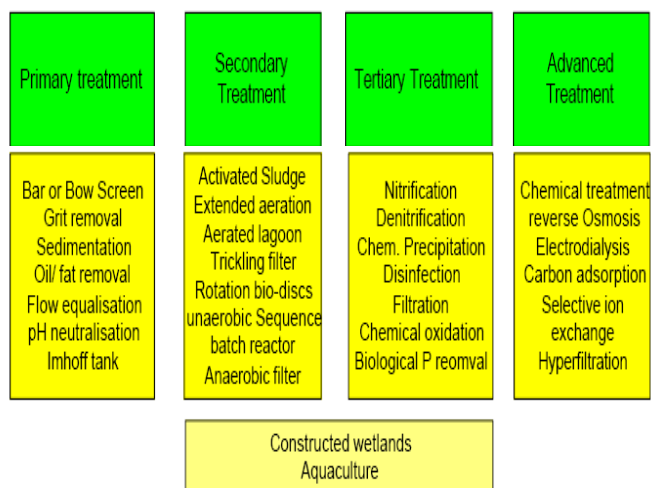 Primary treatment
Secondary
Treatment
Tertiary Treatment
Advanced
Treatment
Bar or Bow Screen
Grit removal
Sedimentation
Oil/ fat removal
Flow equalisation
pH neutralisation
Imhoff tank
Activated Sludge
Extended aeration
Aerated lagoon
Trickling filter
Rotation bio-discs
unaerobic Sequence
batch reactor
Anaerobic filter
Nitrification
Denitrification
Chem. Precipitation
Disinfection
Filtration
Chemical oxidation
Biological P reomval
Chemical treatment
reverse Osmosis
Electrodialysis
Carbon adsorption
Selective ion
exchange
Hyperfiltration
Constructed wetlands
Aquaculture